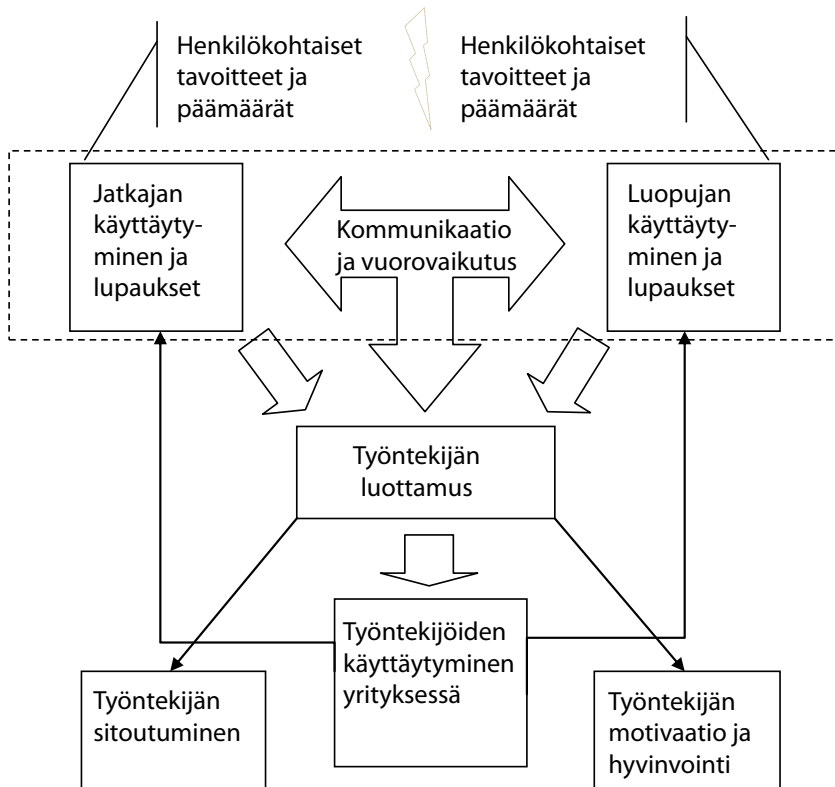 Henkilökohtaiset
tavoitteet ja
päämäärät
Henkilökohtaiset
tavoitteet ja
päämäärät
Jatkajan
käyttäyty-
minen ja
lupaukset
Kommunikaatio
ja vuorovaikutus
Luopujan
käyttäyty-
minen ja
lupaukset
Työntekijän
luottamus
Työntekijöiden
käyttäytyminen
yrityksessä
Työntekijän
sitoutuminen
Työntekijän
motivaatio ja
hyvinvointi